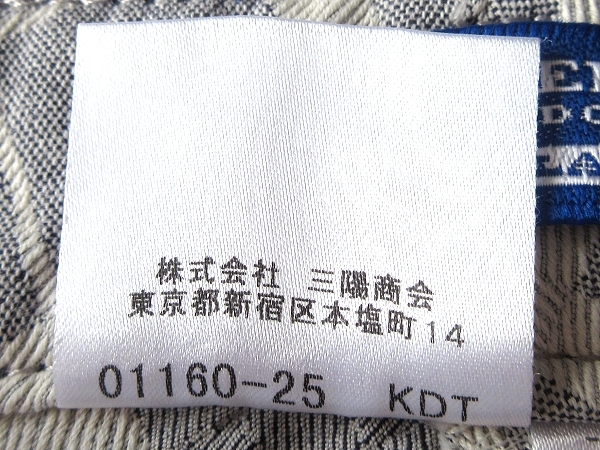 株式会社 三陽商会
東京都新宿区本塩町14
01160-25 KDT